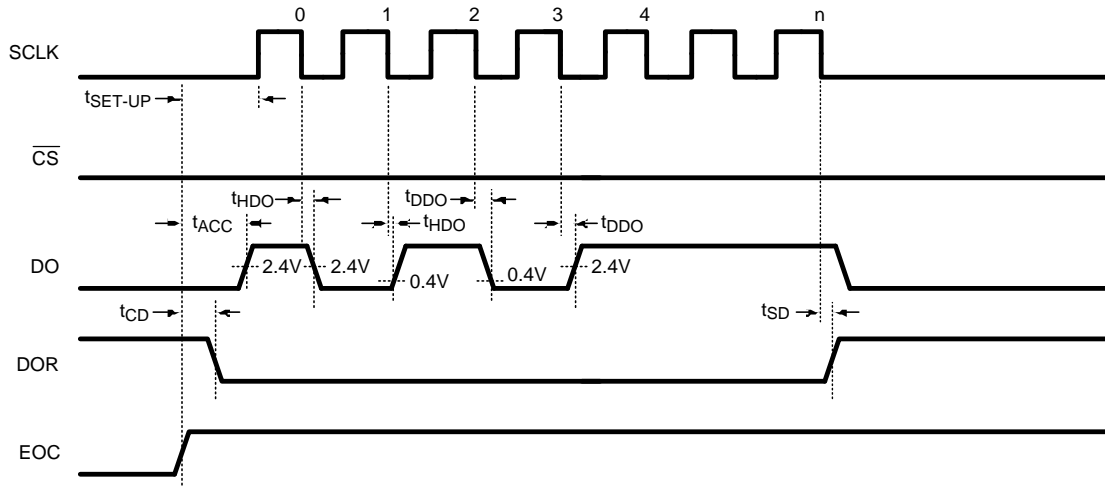 0 1 2 3 4 n
SCLK
tSET-UP
CS
tHDO tDDO
tACC tHDO tDDO
DO 2.4V 2.4V 0.4V 0.4V 2.4V
tCD tSD
DOR
EOC